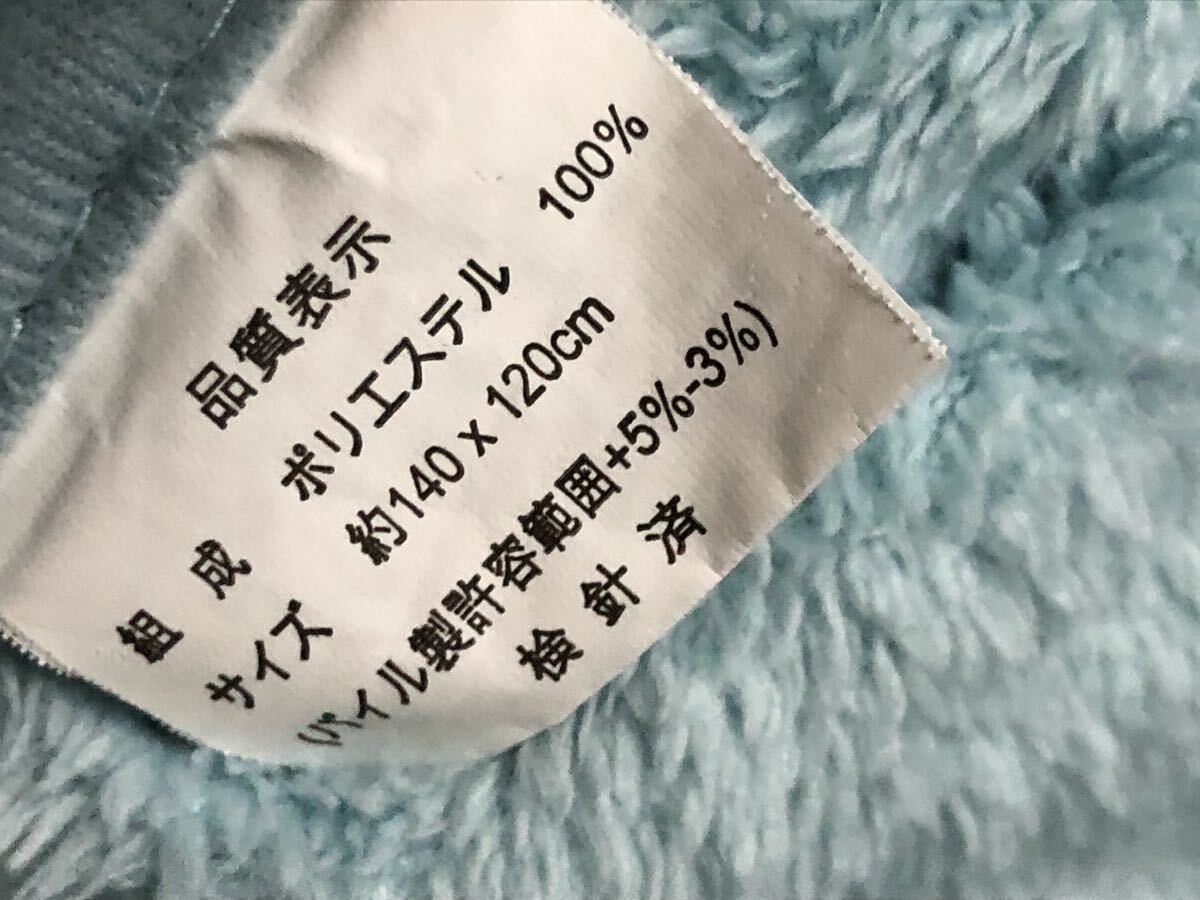 品質表示
組 成 ポリエステル 100%
サイズ 約140 x 120cm
(パイル製許容範囲+5%-3%)
検 針 済